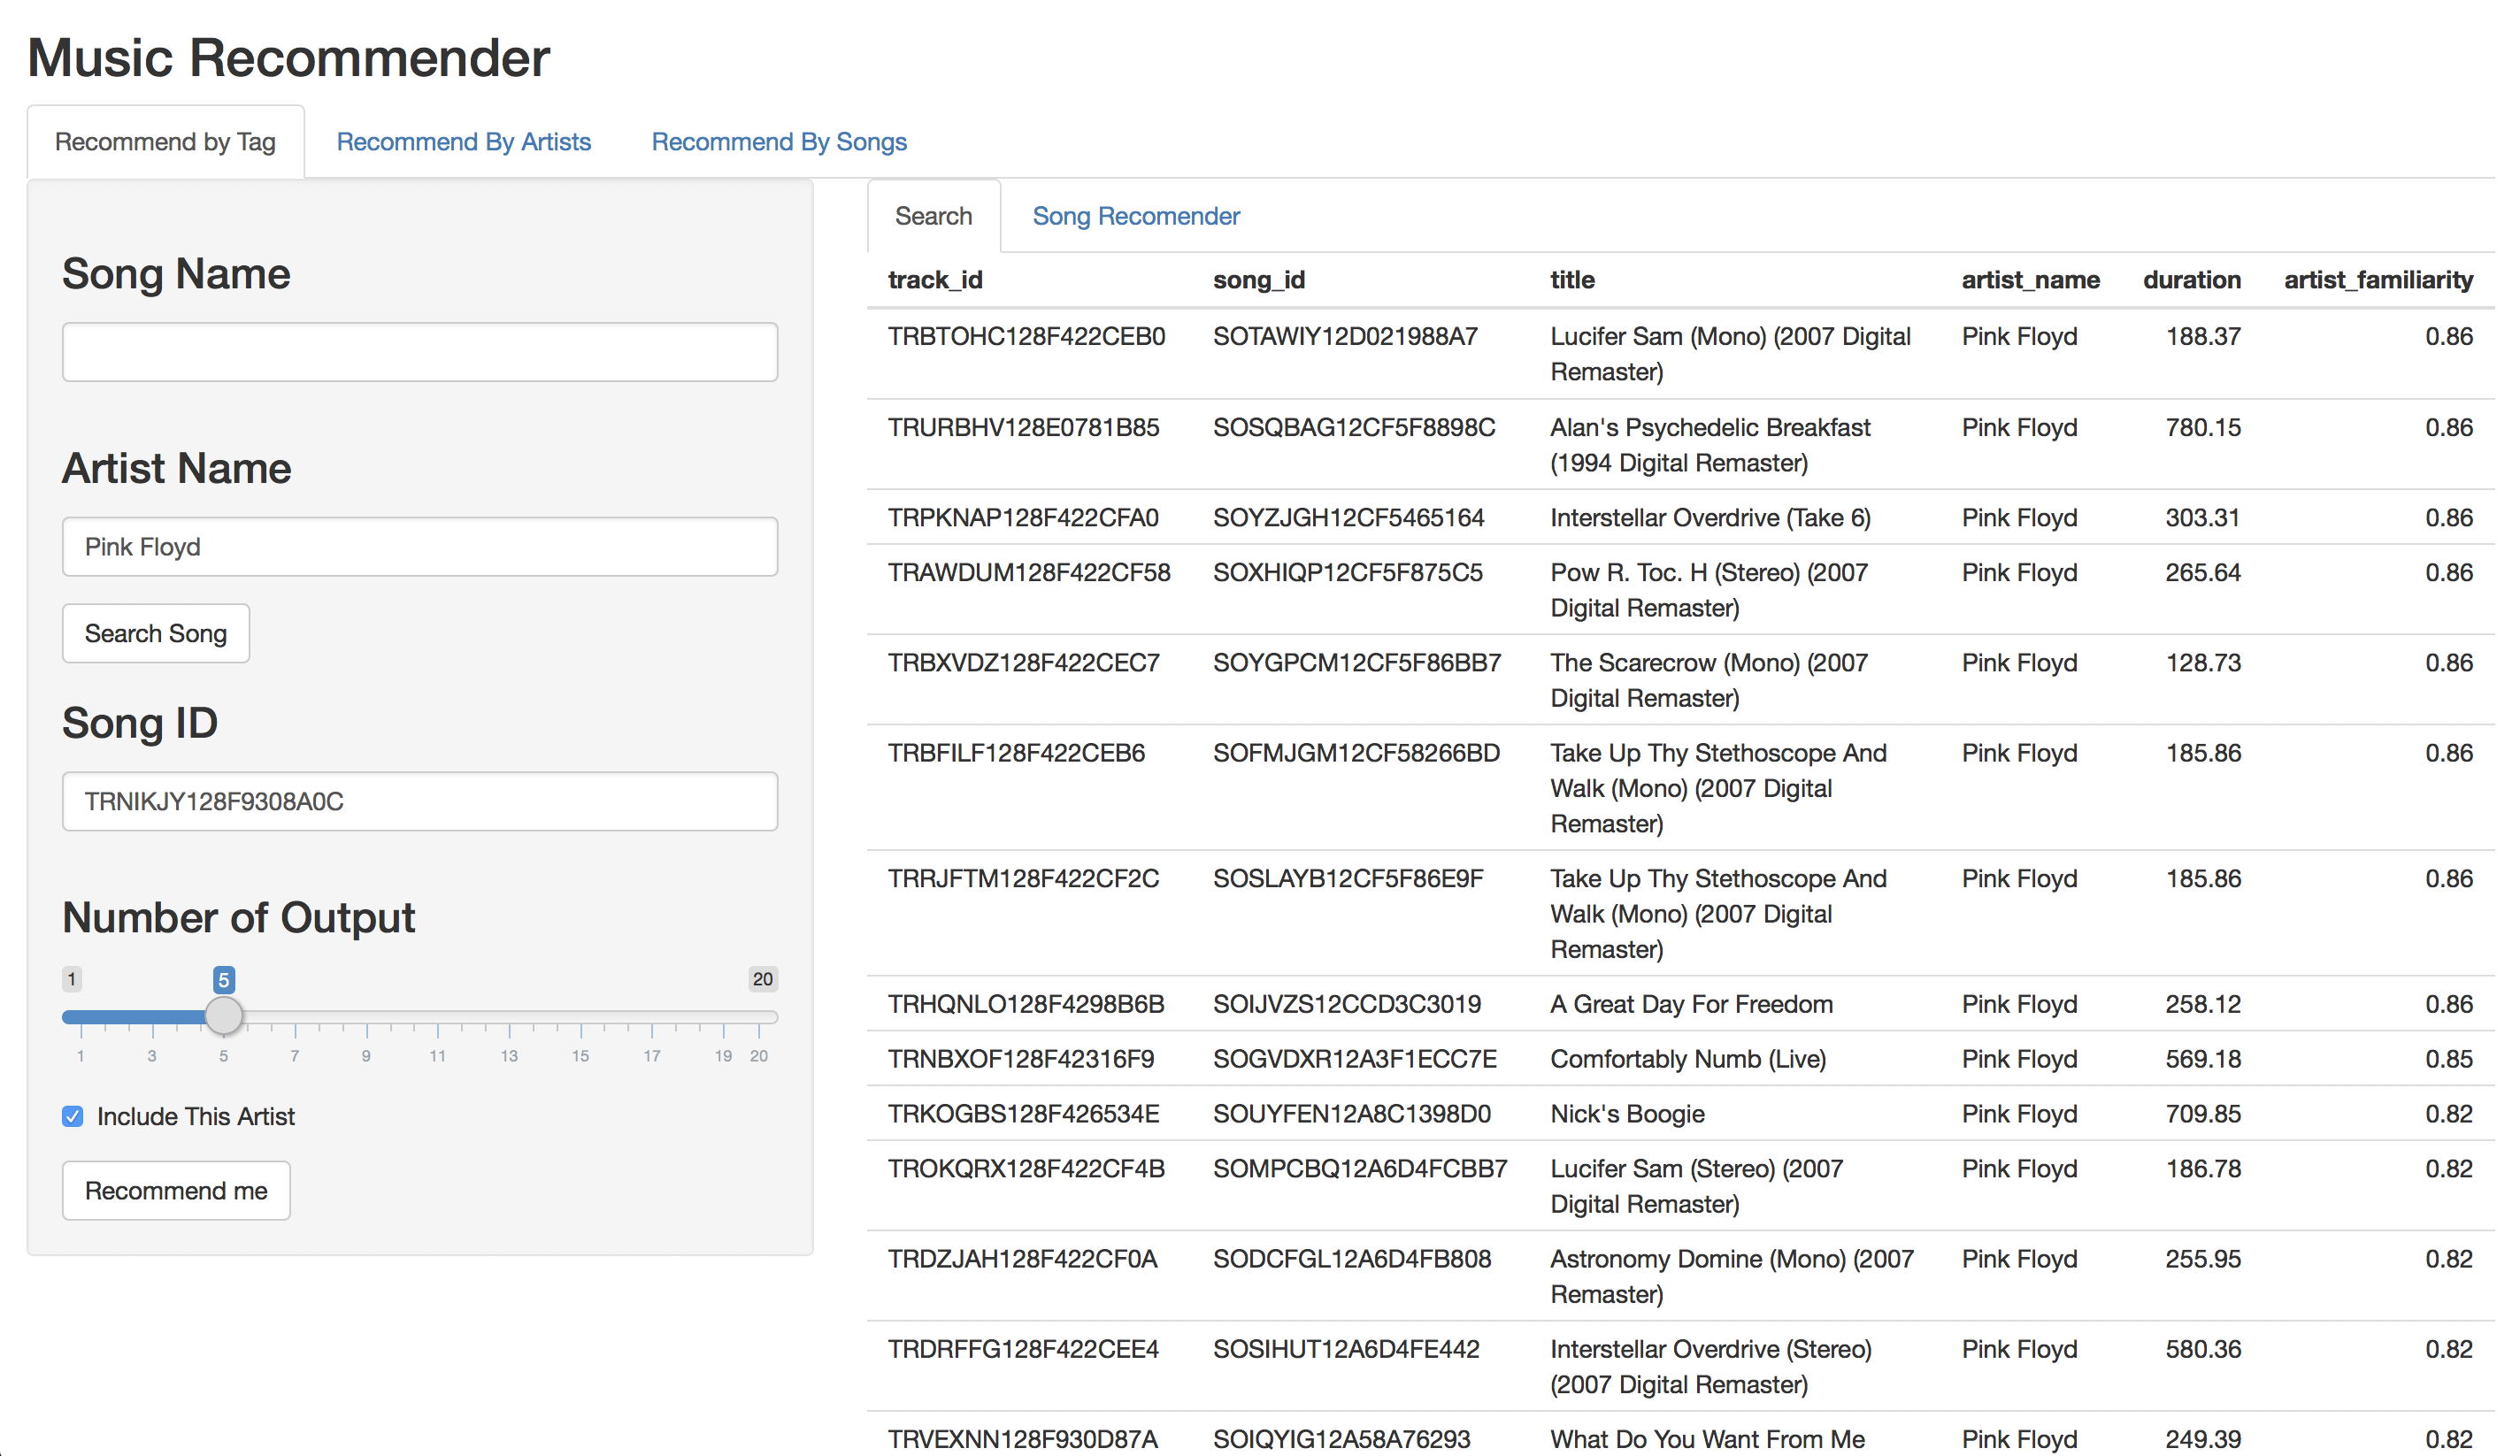 Music Recommender
Recommend by Tag
Recommend By Artists
Recommend By Songs
Song Name
Artist Name
Pink Floyd
Search Song
Song ID
TRNIKJY128F9308A0C
Number of Output
1
5
20
1 3 5 7 9 11 13 15 17 19 20
Include This Artist
Recommend me
Search
Song Recomender
track_id song_id title artist_name duration artist_familiarity
TRBTOHC128F422CEB0 SOTAWIY12D021988A7 Lucifer Sam (Mono) (2007 Digital Pink Floyd 188.37 0.86
Remaster)
TRURBHV128E0781B85 SOSQBAG12CF5F8898C Alan's Psychedelic Breakfast Pink Floyd 780.15 0.86
(1994 Digital Remaster)
TRPKNAP128F422CFA0 SOYZJGH12CF5465164 Interstellar Overdrive (Take 6) Pink Floyd 303.31 0.86
TRAWDUM128F422CF58 SOXHIQP12CF5F875C5 Pow R. Toc. H (Stereo) (2007 Pink Floyd 265.64 0.86
Digital Remaster)
TRBXVDZ128F422CEC7 SOYGPCM12CF5F86BB7 The Scarecrow (Mono) (2007 Pink Floyd 128.73 0.86
Digital Remaster)
TRBFILF128F422CEB6 SOFMJGM12CF58266BD Take Up Thy Stethoscope And Pink Floyd 185.86 0.86
Walk (Mono) (2007 Digital
Remaster)
TRRJFTM128F422CF2C SOSLAYB12CF5F86E9F Take Up Thy Stethoscope And Pink Floyd 185.86 0.86
Walk (Mono) (2007 Digital
Remaster)
TRHQNLO128F4298B6B SOIJVZS12CCD3C3019 A Great Day For Freedom Pink Floyd 258.12 0.86
TRNBXOF128F42316F9 SOGVDXR12A3F1ECC7E Comfortably Numb (Live) Pink Floyd 569.18 0.85
TRKOGBS128F426534E SOUYFEN12A8C1398D0 Nick's Boogie Pink Floyd 709.85 0.82
TROKQRX128F422CF4B SOMPCBQ12A6D4FCBB7 Lucifer Sam (Stereo) (2007 Pink Floyd 186.78 0.82
Digital Remaster)
TRDZJAH128F422CF0A SODCFGL12A6D4FB808 Astronomy Domine (Mono) (2007 Pink Floyd 255.95 0.82
Remaster)
TRDRFFG128F422CEE4 SOSIHUT12A6D4FE442 Interstellar Overdrive (Stereo) Pink Floyd 580.36 0.82
(2007 Digital Remaster)
TRVEXNN128F930D87A SOIQYIG12A58A76293 What Do You Want From Me Pink Floyd 249.39 0.82